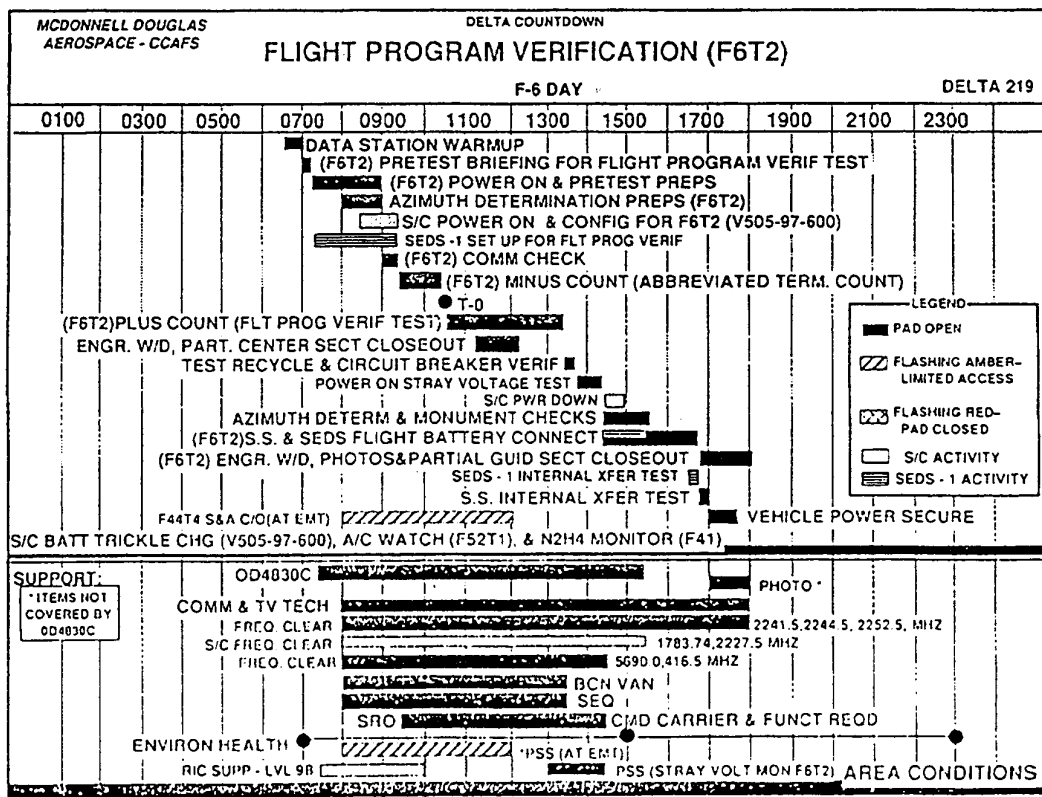 MCDONNELL DOUGLAS
AEROSPACE - CCAFS
DELTA COUNTDOWN
FLIGHT PROGRAM VERIFICATION (F6T2)
F-6 DAY
DELTA 219
0100 0300 0500 0700 0900 1100 1300 1500 1700 1900 2100 2300
DATA STATION WARMUP
(F6T2) PRETEST BRIEFING FOR FLIGHT PROGRAM VERIF TEST
(F6T2) POWER ON & PRETEST PREPS
AZIMUTH DETERMINATION PREPS (F6T2)
S/C POWER ON & CONFIG FOR F6T2 (V505-97-600)
SEDS -1 SET UP FOR FLT PROG VERIF
(F6T2) COMM CHECK
(F6T2) MINUS COUNT (ABBREVIATED TERM. COUNT)
T-0
(F6T2)PLUS COUNT (FLT PROG VERIF TEST)
ENGR. W/D, PART. CENTER SECT CLOSEOUT
TEST RECYCLE & CIRCUIT BREAKER VERIF
POWER ON STRAY VOLTAGE TEST
S/C PWR DOWN
AZIMUTH DETERM & MONUMENT CHECKS
(F6T2)S.S. & SEDS FLIGHT BATTERY CONNECT
(F6T2) ENGR. W/D, PHOTOS&PARTIAL GUID SECT CLOSEOUT
SEDS - 1 INTERNAL XFER TEST
S.S. INTERNAL XFER TEST
F44T4 S&A C/O(AT EMT)
VEHICLE POWER SECURE
S/C BATT TRICKLE CHG (V505-97-600), A/C WATCH (F52T1), & N2H4 MONITOR (F41)
LEGEND
PAD OPEN
FLASHING AMBER-
LIMITED ACCESS
FLASHING RED-
PAD CLOSED
S/C ACTIVITY
SEDS - 1 ACTIVITY
SUPPORT:
*ITEMS NOT
COVERED BY
OD4830C
OD4830C
PHOTO *
COMM & TV TECH
FREQ. CLEAR
2241.5,2244.5, 2252.5, MHZ
S/C FREQ. CLEAR
1783.74,2227.5 MHZ
FREQ. CLEAR
5690.0,416.5 MHZ
BCN VAN
SEQ
SRO
CMD CARRIER & FUNCT REQD
ENVIRON HEALTH
*PSS (AT EMT)
RIC SUPP - LVL 9B
PSS (STRAY VOLT MON F6T2)
AREA CONDITIONS